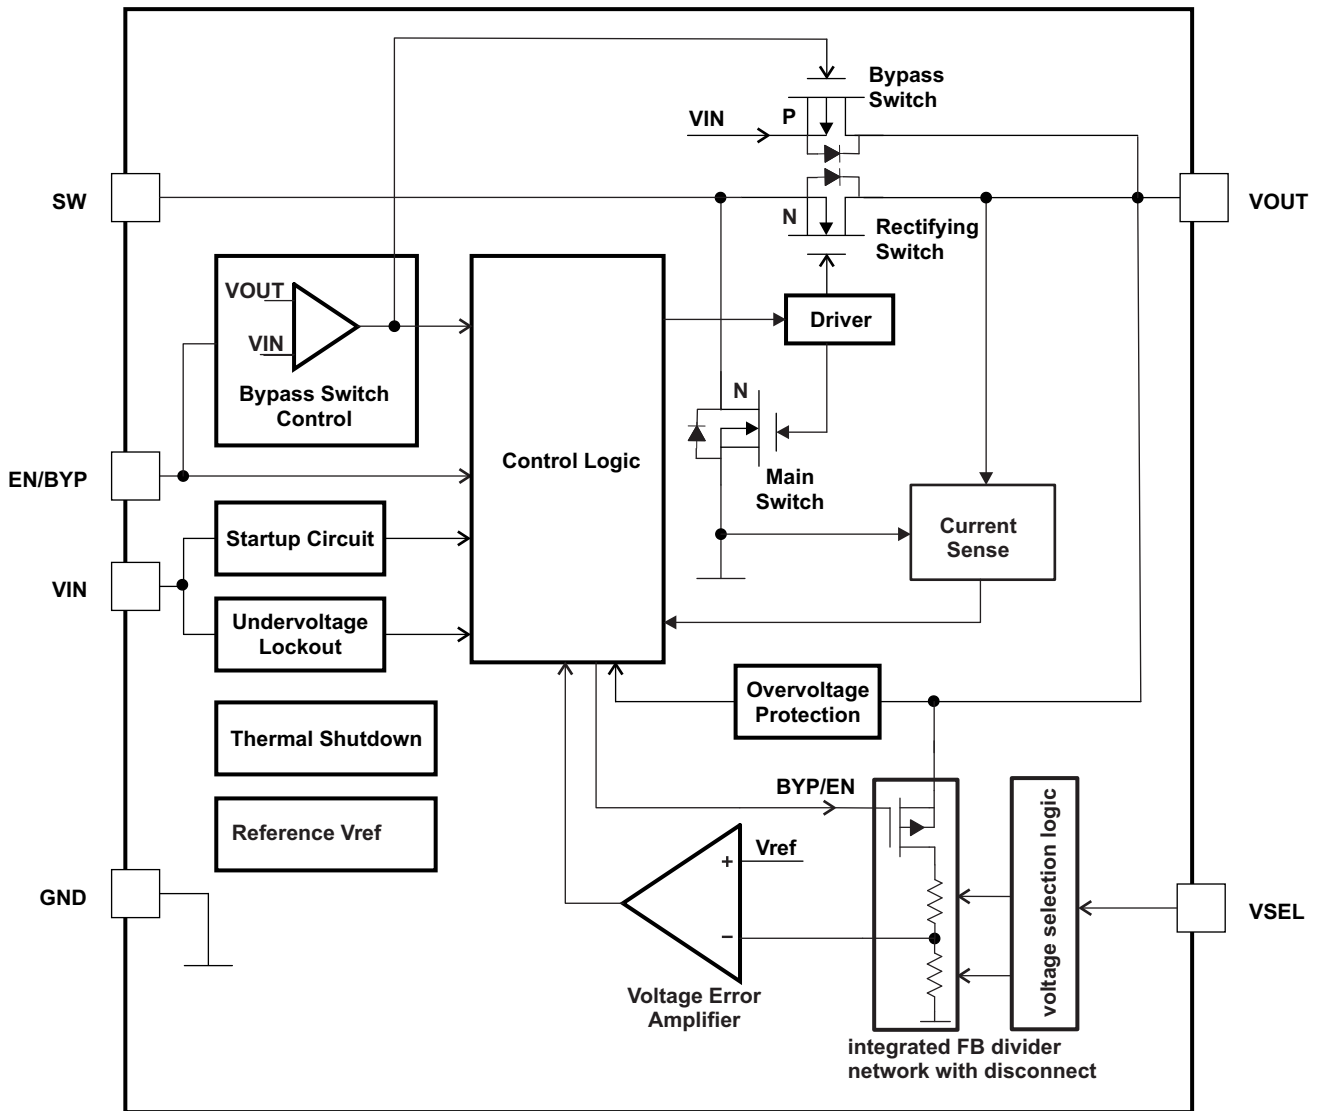 Bypass
Switch
VIN
P
SW
VOUT
N
Rectifying
Switch
VOUT
VIN
Bypass Switch
Control
Driver
N
Control Logic
Main
Switch
EN/BYP
Startup Circuit
Current
Sense
VIN
Undervoltage
Lockout
Overvoltage
Protection
Thermal Shutdown
BYP/EN
Reference Vref
+
Vref
voltage selection logic
GND
VSEL
−
Voltage Error
Amplifier
integrated FB divider
network with disconnect